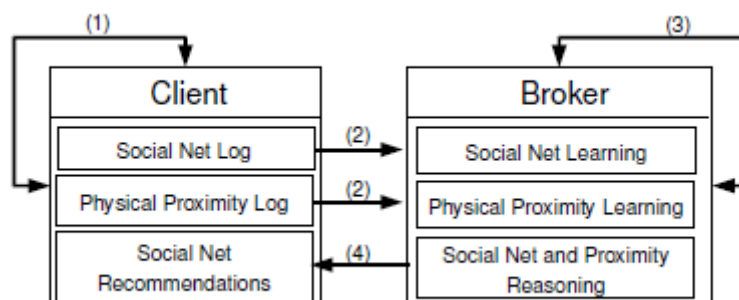 (1)
(3)
Client
Broker
Social Net Log
(2)
Social Net Learning
Physical Proximity Log
(2)
Physical Proximity Learning
Social Net
Recommendations
(4)
Social Net and Proximity
Reasoning